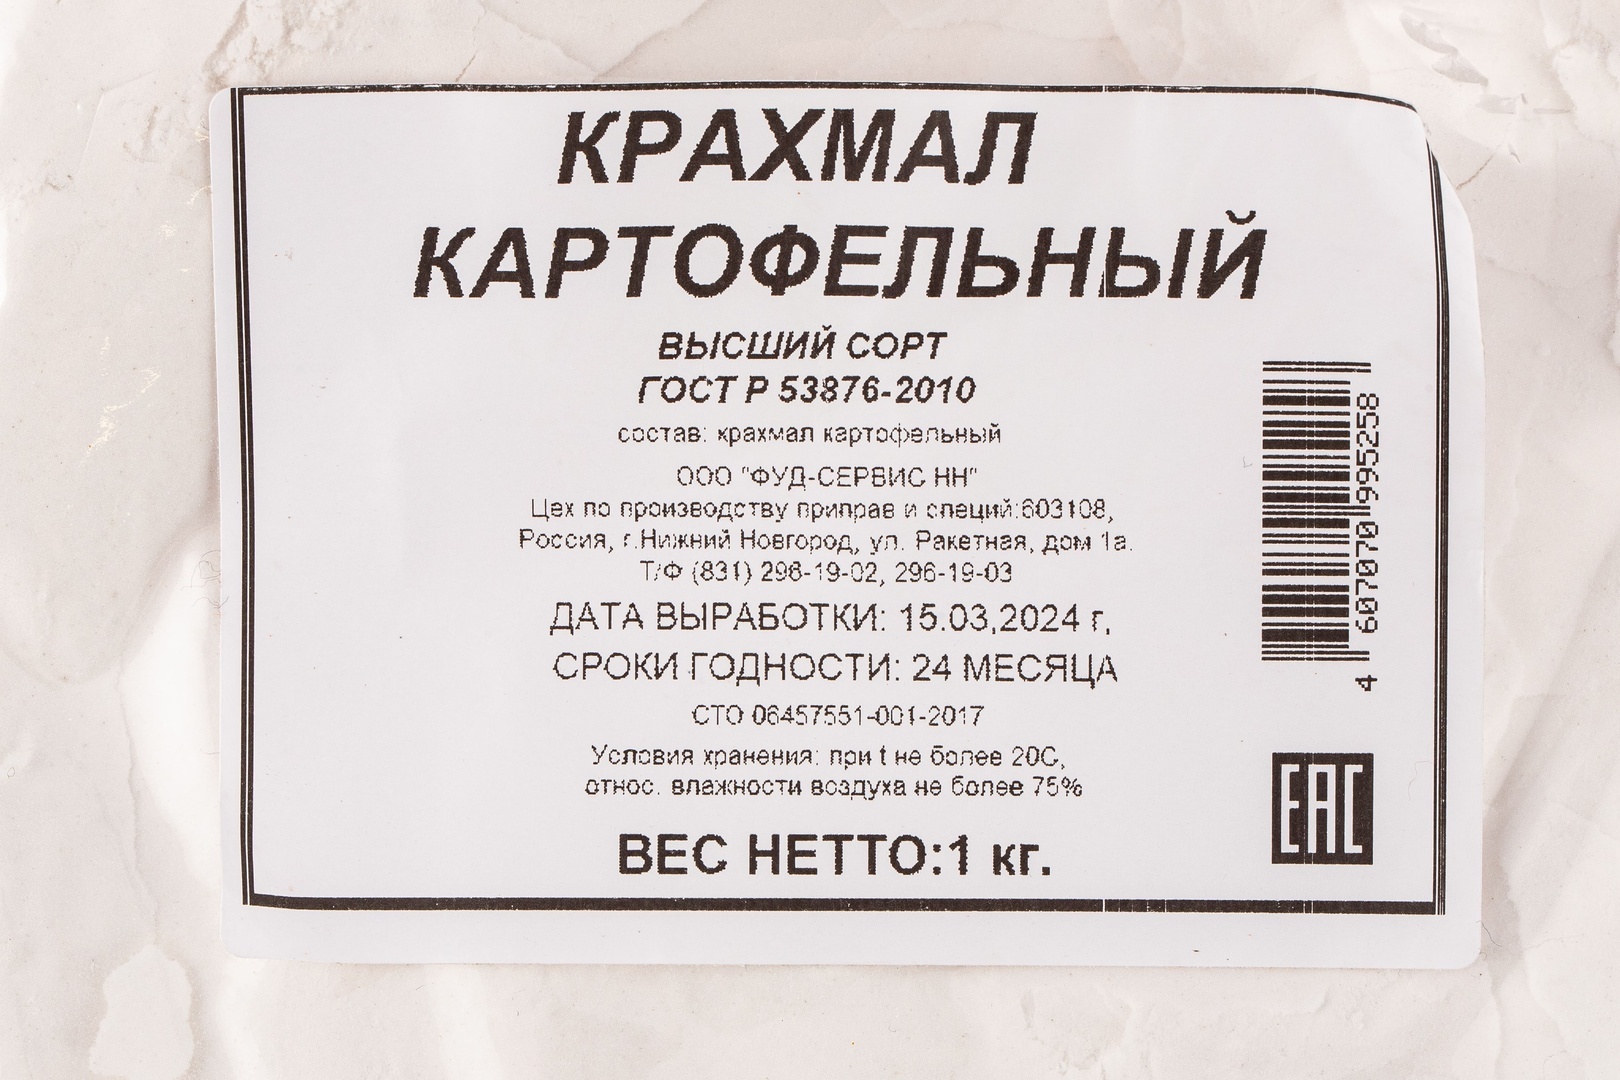 КРАХМАЛ
КАРТОФЕЛЬНЫЙ
ВЫСШИЙ СОРТ
ГОСТ Р 53876-2010
состав: крахмал картофельный
ООО "ФУД-СЕРВИС НН"
Цех по производству приправ и специй:603108,
Россия, г.Нижний Новгород, ул. Ракетная, дом 1а.
Т/Ф (831) 296-19-02, 296-19-03
ДАТА ВЫРАБОТКИ: 15.03.2024 г.
СРОКИ ГОДНОСТИ: 24 МЕСЯЦА
СТО 06457551-001-2017
Условия хранения: при t не более 20С,
относ. влажности воздуха не более 75%
ВЕС НЕТТО:1 кг.
4 607070 995258
EAC